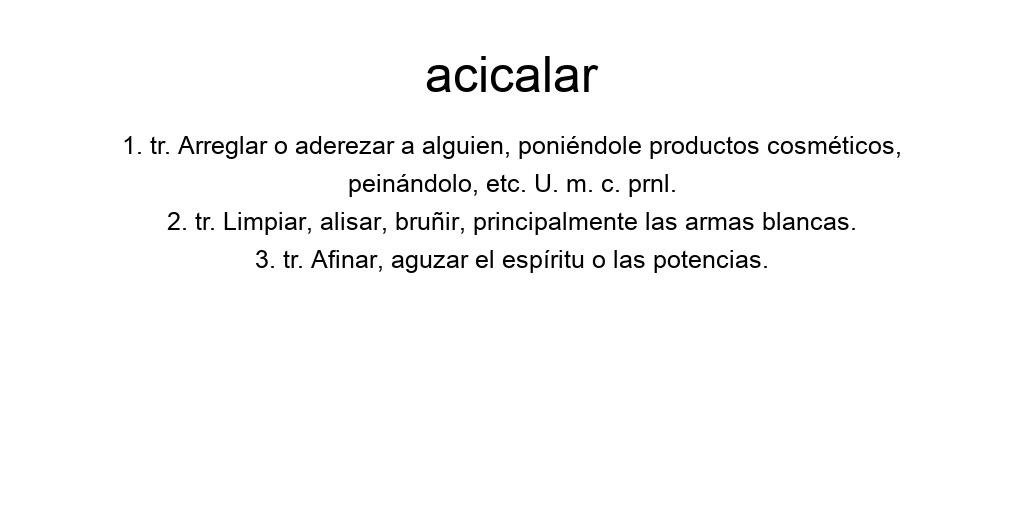 acicalar
1. tr. Arreglar o aderezar a alguien, poniéndole productos cosméticos,
peinándolo, etc. U. m. c. prnl.
2. tr. Limpiar, alisar, bruñir, principalmente las armas blancas.
3. tr. Afinar, aguzar el espíritu o las potencias.